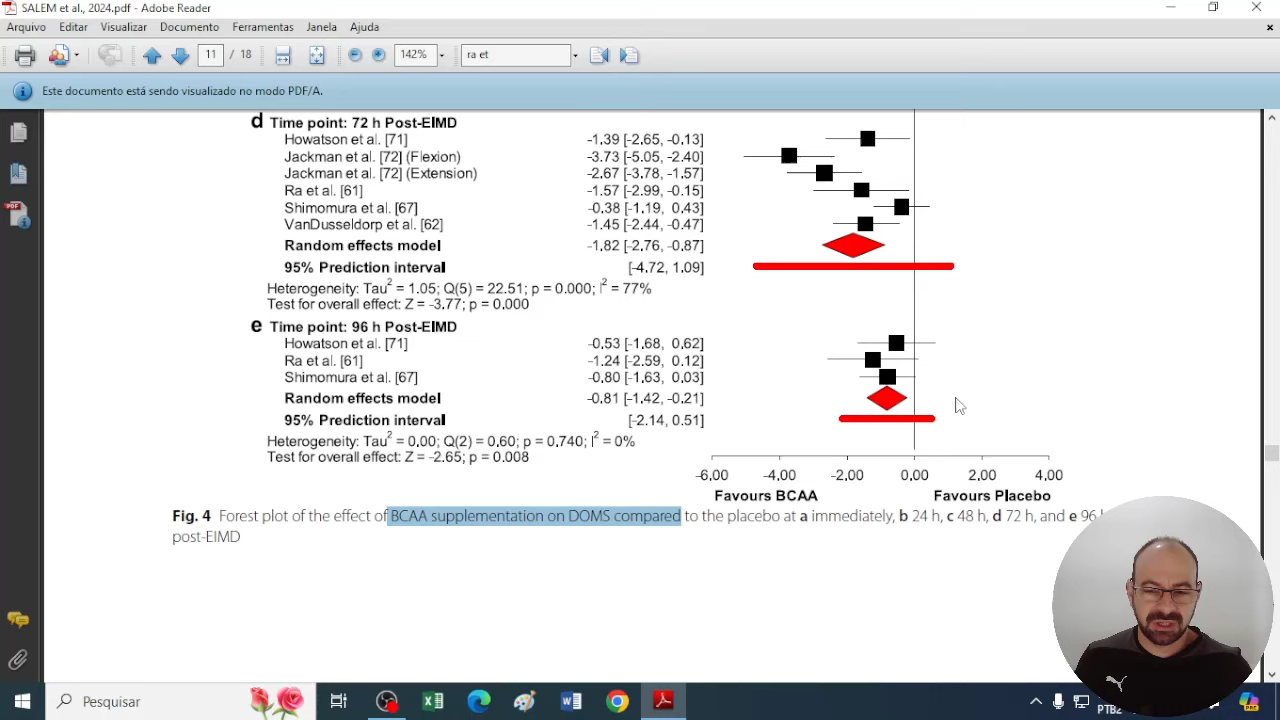 SALEM et al., 2024.pdf - Adobe Reader
Arquivo Editar Visualizar Documento Ferramentas Janela Ajuda
11 / 18 142% ra et
Este documento está sendo visualizado no modo PDF/A.
d Time point: 72 h Post-EIMD
Howatson et al. [71] -1.39 [-2.65, -0.13]
Jackman et al. [72] (Flexion) -3.73 [-5.05, -2.40]
Jackman et al. [72] (Extension) -2.67 [-3.78, -1.57]
Ra et al. [61] -1.57 [-2.99, -0.15]
Shimomura et al. [67] -0.38 [-1.19, 0.43]
VanDusseldorp et al. [62] -1.45 [-2.44, -0.47]
Random effects model -1.82 [-2.76, -0.87]
95% Prediction interval [-4.72, 1.09]
Heterogeneity: Tau² = 1.05; Q(5) = 22.51; p = 0.000; I² = 77%
Test for overall effect: Z = -3.77; p = 0.000
e Time point: 96 h Post-EIMD
Howatson et al. [71] -0.53 [-1.68, 0.62]
Ra et al. [61] -1.24 [-2.59, 0.12]
Shimomura et al. [67] -0.80 [-1.63, 0.03]
Random effects model -0.81 [-1.42, -0.21]
95% Prediction interval [-2.14, 0.51]
Heterogeneity: Tau² = 0.00; Q(2) = 0.60; p = 0.740; I² = 0%
Test for overall effect: Z = -2.65; p = 0.008
-6,00 -4,00 -2,00 0,00 2,00 4,00
Favours BCAA Favours Placebo
Fig. 4 Forest plot of the effect of BCAA supplementation on DOMS compared to the placebo at a immediately, b 24 h, c 48 h, d 72 h, and e 96
post-EIMD
Pesquisar